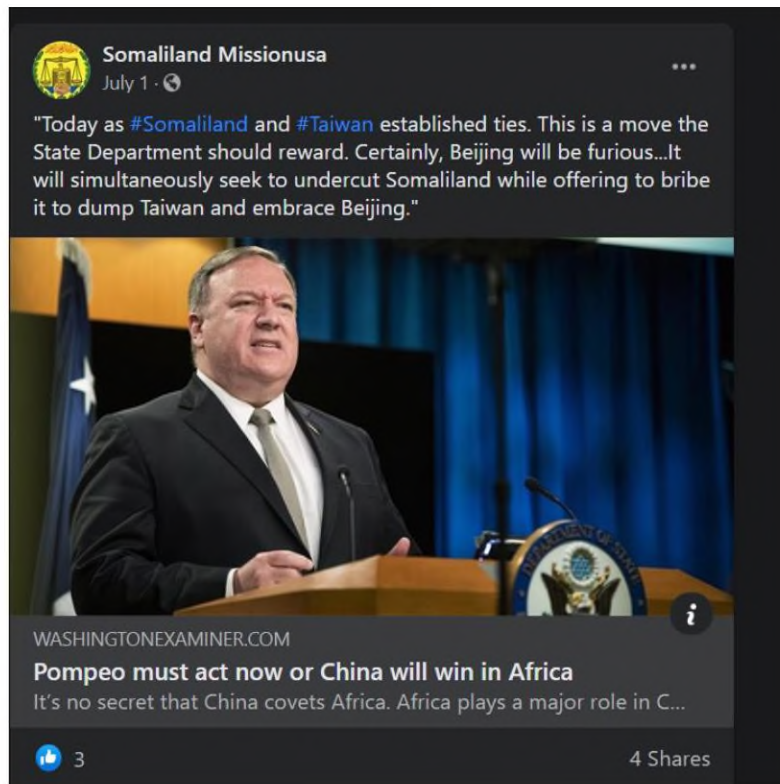 Somaliland Missionusa
July 1 ·
"Today as #Somaliland and #Taiwan established ties. This is a move the
State Department should reward. Certainly, Beijing will be furious...It
will simultaneously seek to undercut Somaliland while offering to bribe
it to dump Taiwan and embrace Beijing."
DEPARTMENT OF STATE
WASHINGTONEXAMINER.COM
Pompeo must act now or China will win in Africa
It's no secret that China covets Africa. Africa plays a major role in C...
3
4 Shares